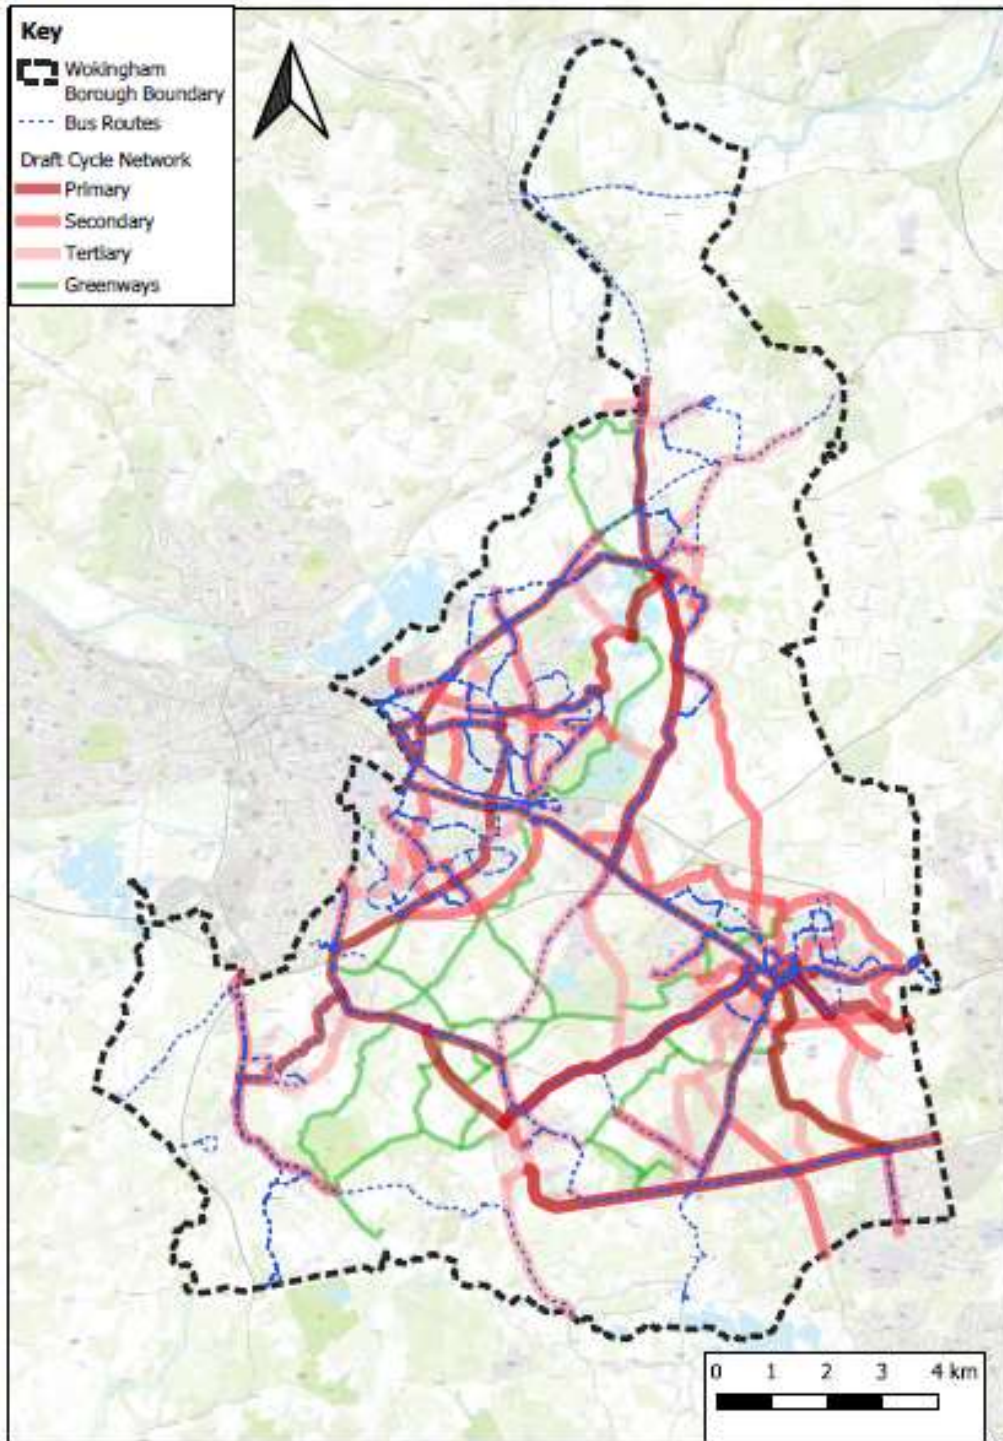 Key
Wokingham
Borough Boundary
Bus Routes
Draft Cycle Network
Primary
Secondary
Tertiary
Greenways
0 1 2 3 4 km